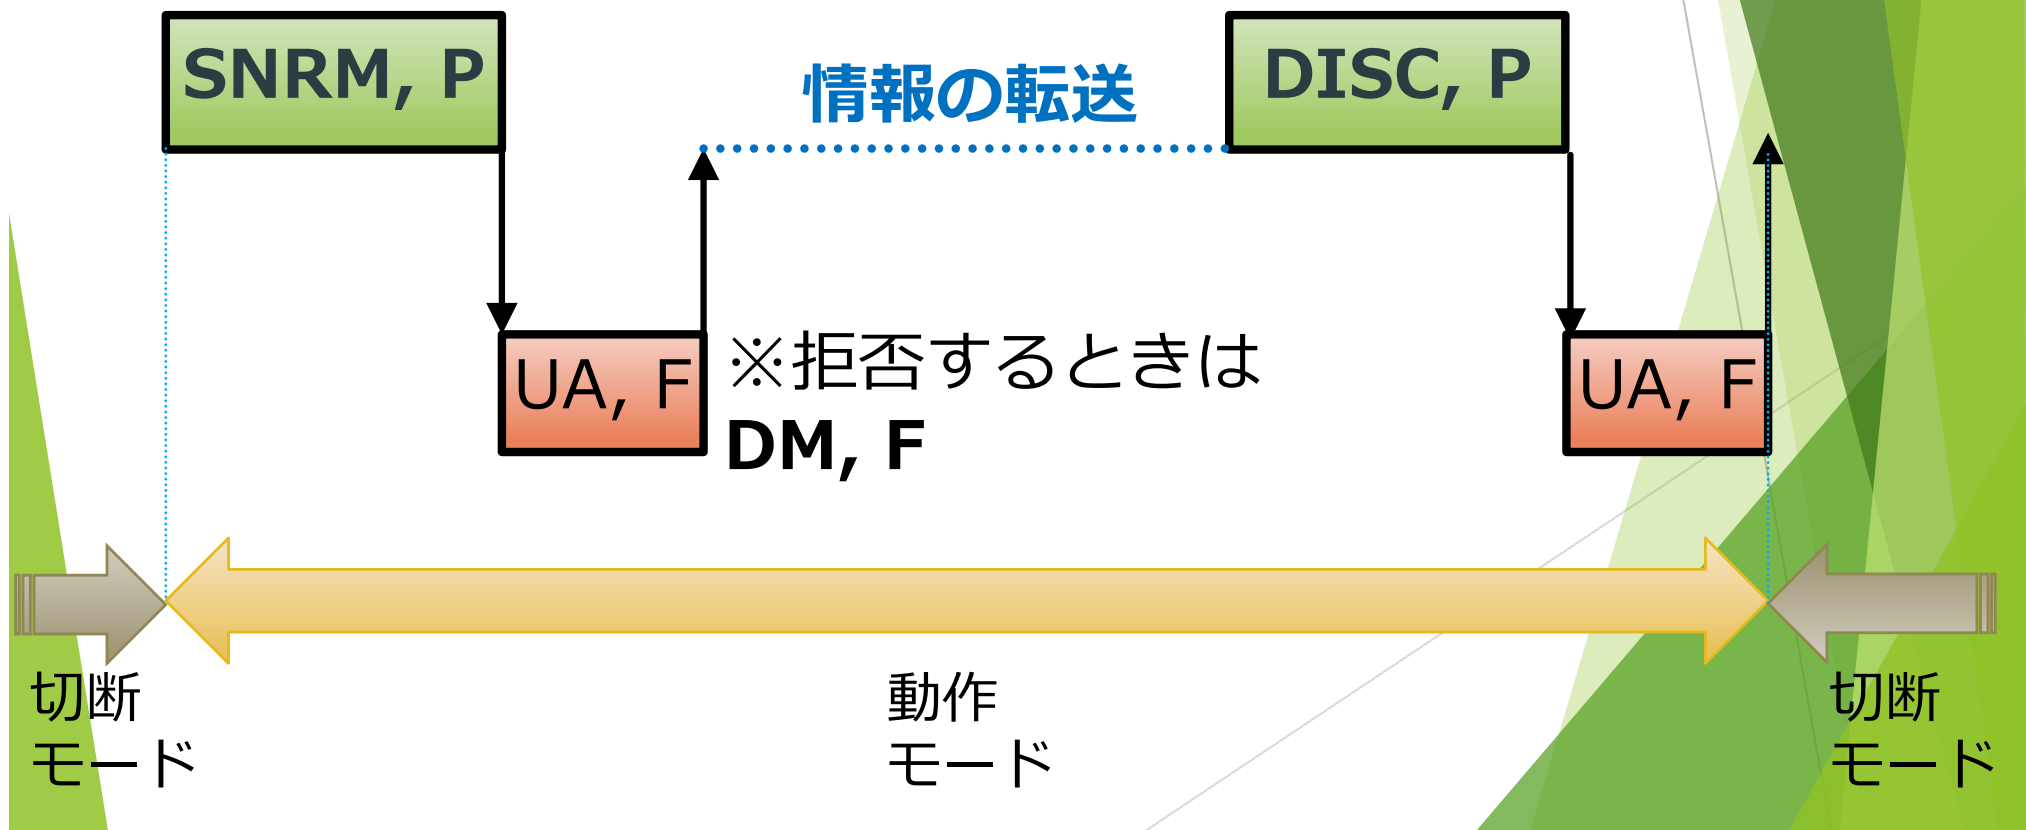 SNRM, P
情報の転送
DISC, P
UA, F
※拒否するときは
DM, F
UA, F
切断
モード
動作
モード
切断
モード